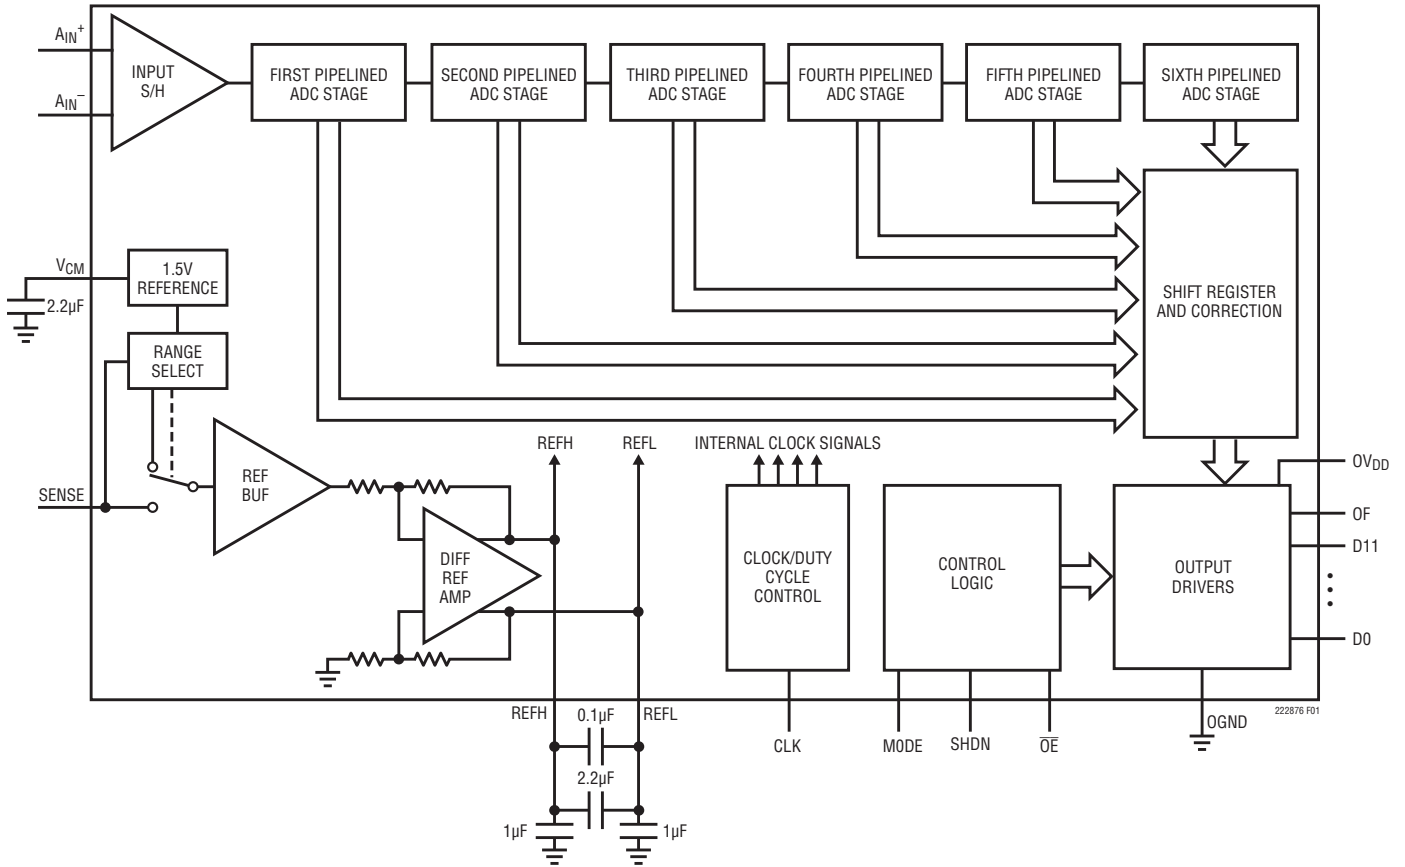 AIN+
AIN−
INPUT
S/H
FIRST PIPELINED
ADC STAGE
SECOND PIPELINED
ADC STAGE
THIRD PIPELINED
ADC STAGE
FOURTH PIPELINED
ADC STAGE
FIFTH PIPELINED
ADC STAGE
SIXTH PIPELINED
ADC STAGE
VCM
2.2µF
1.5V
REFERENCE
RANGE
SELECT
SHIFT REGISTER
AND CORRECTION
SENSE
REF
BUF
REFH
REFL
INTERNAL CLOCK SIGNALS
DIFF
REF
AMP
CLOCK/DUTY
CYCLE
CONTROL
CONTROL
LOGIC
OUTPUT
DRIVERS
OVDD
OF
D11
D0
REFH
0.1µF
REFL
2.2µF
1µF
1µF
CLK
MODE
SHDN
O̅E̅
OGND
222876 F01